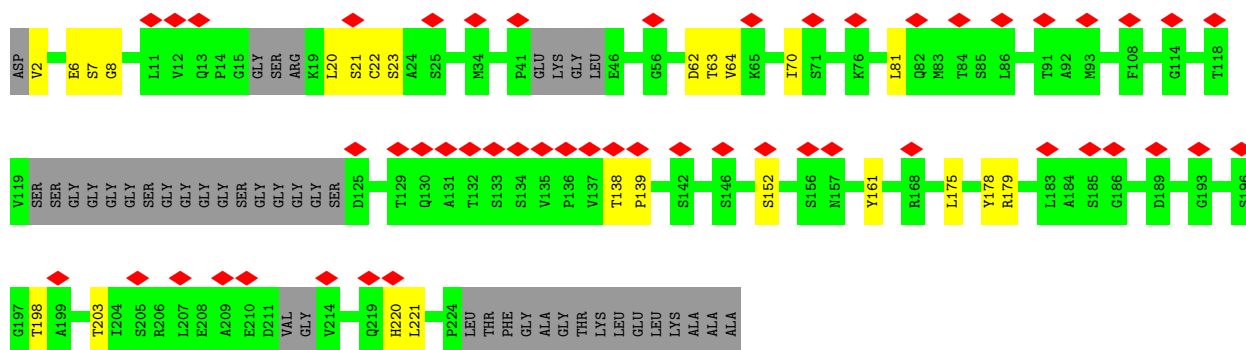 ASP V2 E6 S7 G8 L11 V12 Q13 P14 G15 GLY SER ARG K19 L20 S21 C22 S23 A24 S25 M34 P41 GLU LYS GLY LEU E46 G56 D62 T63 V64 K65 I70 S71 K76 L81 Q82 M83 T84 S85 L86 T91 A92 M93 F108 G114 T118
V119 SER SER GLY GLY GLY SER GLY GLY GLY SER GLY GLY GLY GLY SER D125 T129 Q130 A131 T132 S133 S134 V135 P136 V137 T138 P139 S142 S146 S152 S156 N157 Y161 R168 L175 Y178 R179 L183 A184 S185 G186 D189 G193 S196
G197 T198 A199 T203 I204 S205 R206 L207 E208 A209 E210 D211 VAL GLY V214 Q219 H220 L221 P224 LEU THR PHE GLY ALA GLY THR LYS LEU GLU LEU LYS ALA ALA ALA